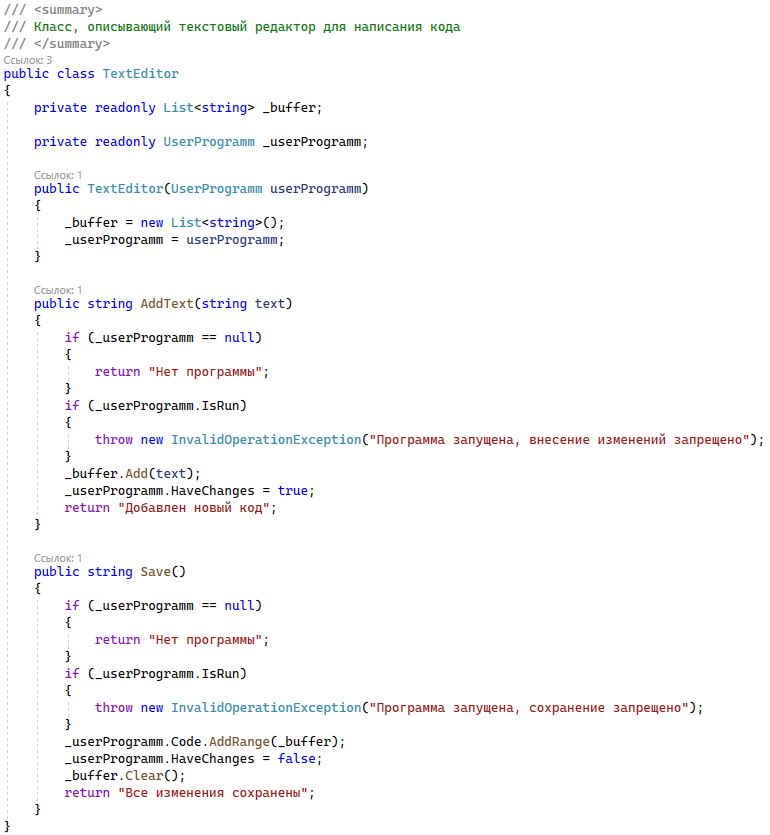 /// <summary>
/// Класс, описывающий текстовый редактор для написания кода
/// </summary>
Ссылок: 3
public class TextEditor
{
    private readonly List<string> _buffer;

    private readonly UserProgramm _userProgramm;

    Ссылок: 1
    public TextEditor(UserProgramm userProgramm)
    {
        _buffer = new List<string>();
        _userProgramm = userProgramm;
    }

    Ссылок: 1
    public string AddText(string text)
    {
        if (_userProgramm == null)
        {
            return "Нет программы";
        }
        if (_userProgramm.IsRun)
        {
            throw new InvalidOperationException("Программа запущена, внесение изменений запрещено");
        }
        _buffer.Add(text);
        _userProgramm.HaveChanges = true;
        return "Добавлен новый код";
    }

    Ссылок: 1
    public string Save()
    {
        if (_userProgramm == null)
        {
            return "Нет программы";
        }
        if (_userProgramm.IsRun)
        {
            throw new InvalidOperationException("Программа запущена, сохранение запрещено");
        }
        _userProgramm.Code.AddRange(_buffer);
        _userProgramm.HaveChanges = false;
        _buffer.Clear();
        return "Все изменения сохранены";
    }
}